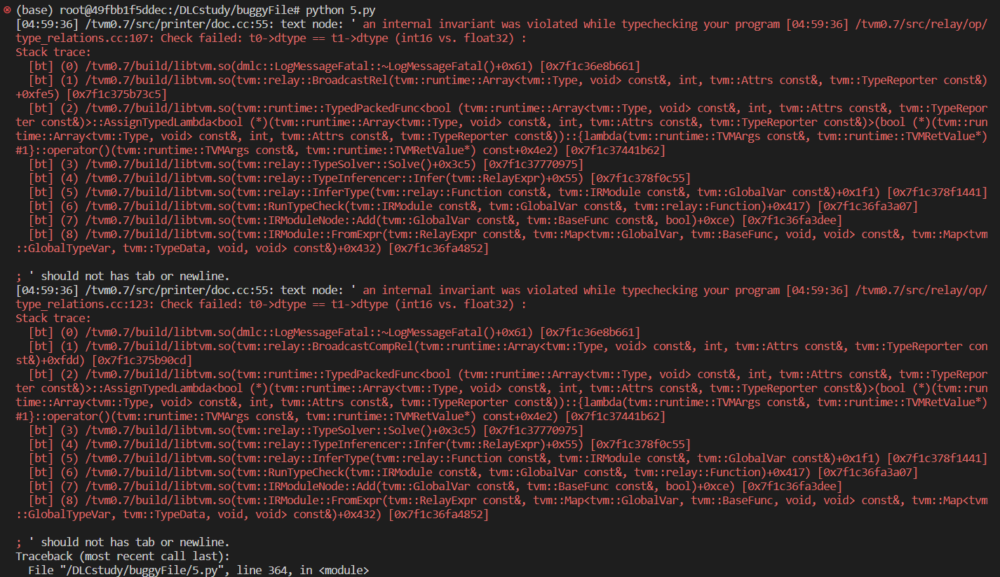 (base) root@49fbb1f5ddec:/DLCstudy/buggyFile# python 5.py
[04:59:36] /tvm0.7/src/printer/doc.cc:55: text node: ' an internal invariant was violated while typechecking your program [04:59:36] /tvm0.7/src/relay/op/
type_relations.cc:107: Check failed: t0->dtype == t1->dtype (int16 vs. float32) :
Stack trace:
  [bt] (0) /tvm0.7/build/libtvm.so(dmlc::LogMessageFatal::~LogMessageFatal()+0x61) [0x7f1c36e8b661]
  [bt] (1) /tvm0.7/build/libtvm.so(tvm::relay::BroadcastRel(tvm::runtime::Array<tvm::Type, void> const&, int, tvm::Attrs const&, tvm::TypeReporter const&)
+0xfe5) [0x7f1c375b73c5]
  [bt] (2) /tvm0.7/build/libtvm.so(tvm::runtime::TypedPackedFunc<bool (tvm::runtime::Array<tvm::Type, void> const&, int, tvm::Attrs const&, tvm::TypeRepor
ter const&)>::AssignTypedLambda<bool (*)(tvm::runtime::Array<tvm::Type, void> const&, int, tvm::Attrs const&, tvm::TypeReporter const&)>(bool (*)(tvm::run
time::Array<tvm::Type, void> const&, int, tvm::Attrs const&, tvm::TypeReporter const&))::{lambda(tvm::runtime::TVMArgs const&, tvm::runtime::TVMRetValue*)
#1}::operator()(tvm::runtime::TVMArgs const&, tvm::runtime::TVMRetValue*) const+0x4e2) [0x7f1c37441b62]
  [bt] (3) /tvm0.7/build/libtvm.so(tvm::relay::TypeSolver::Solve()+0x3c5) [0x7f1c37770975]
  [bt] (4) /tvm0.7/build/libtvm.so(tvm::relay::TypeInferencer::Infer(tvm::RelayExpr)+0x55) [0x7f1c378f0c55]
  [bt] (5) /tvm0.7/build/libtvm.so(tvm::relay::InferType(tvm::relay::Function const&, tvm::IRModule const&, tvm::GlobalVar const&)+0x1f1) [0x7f1c378f1441]
  [bt] (6) /tvm0.7/build/libtvm.so(tvm::RunTypeCheck(tvm::IRModule const&, tvm::GlobalVar const&, tvm::relay::Function)+0x417) [0x7f1c36fa3a07]
  [bt] (7) /tvm0.7/build/libtvm.so(tvm::IRModuleNode::Add(tvm::GlobalVar const&, tvm::BaseFunc const&, bool)+0xce) [0x7f1c36fa3dee]
  [bt] (8) /tvm0.7/build/libtvm.so(tvm::IRModule::FromExpr(tvm::RelayExpr const&, tvm::Map<tvm::GlobalVar, tvm::BaseFunc, void, void> const&, tvm::Map<tvm
::GlobalTypeVar, tvm::TypeData, void, void> const&)+0x432) [0x7f1c36fa4852]
; ' should not has tab or newline.
[04:59:36] /tvm0.7/src/printer/doc.cc:55: text node: ' an internal invariant was violated while typechecking your program [04:59:36] /tvm0.7/src/relay/op/
type_relations.cc:123: Check failed: t0->dtype == t1->dtype (int16 vs. float32) :
Stack trace:
  [bt] (0) /tvm0.7/build/libtvm.so(dmlc::LogMessageFatal::~LogMessageFatal()+0x61) [0x7f1c36e8b661]
  [bt] (1) /tvm0.7/build/libtvm.so(tvm::relay::BroadcastCompRel(tvm::runtime::Array<tvm::Type, void> const&, int, tvm::Attrs const&, tvm::TypeReporter con
st&)+0xfdd) [0x7f1c375b90cd]
  [bt] (2) /tvm0.7/build/libtvm.so(tvm::runtime::TypedPackedFunc<bool (tvm::runtime::Array<tvm::Type, void> const&, int, tvm::Attrs const&, tvm::TypeRepor
ter const&)>::AssignTypedLambda<bool (*)(tvm::runtime::Array<tvm::Type, void> const&, int, tvm::Attrs const&, tvm::TypeReporter const&)>(bool (*)(tvm::run
time::Array<tvm::Type, void> const&, int, tvm::Attrs const&, tvm::TypeReporter const&))::{lambda(tvm::runtime::TVMArgs const&, tvm::runtime::TVMRetValue*)
#1}::operator()(tvm::runtime::TVMArgs const&, tvm::runtime::TVMRetValue*) const+0x4e2) [0x7f1c37441b62]
  [bt] (3) /tvm0.7/build/libtvm.so(tvm::relay::TypeSolver::Solve()+0x3c5) [0x7f1c37770975]
  [bt] (4) /tvm0.7/build/libtvm.so(tvm::relay::TypeInferencer::Infer(tvm::RelayExpr)+0x55) [0x7f1c378f0c55]
  [bt] (5) /tvm0.7/build/libtvm.so(tvm::relay::InferType(tvm::relay::Function const&, tvm::IRModule const&, tvm::GlobalVar const&)+0x1f1) [0x7f1c378f1441]
  [bt] (6) /tvm0.7/build/libtvm.so(tvm::RunTypeCheck(tvm::IRModule const&, tvm::GlobalVar const&, tvm::relay::Function)+0x417) [0x7f1c36fa3a07]
  [bt] (7) /tvm0.7/build/libtvm.so(tvm::IRModuleNode::Add(tvm::GlobalVar const&, tvm::BaseFunc const&, bool)+0xce) [0x7f1c36fa3dee]
  [bt] (8) /tvm0.7/build/libtvm.so(tvm::IRModule::FromExpr(tvm::RelayExpr const&, tvm::Map<tvm::GlobalVar, tvm::BaseFunc, void, void> const&, tvm::Map<tvm
::GlobalTypeVar, tvm::TypeData, void, void> const&)+0x432) [0x7f1c36fa4852]
; ' should not has tab or newline.
Traceback (most recent call last):
  File "/DLCstudy/buggyFile/5.py", line 364, in <module>